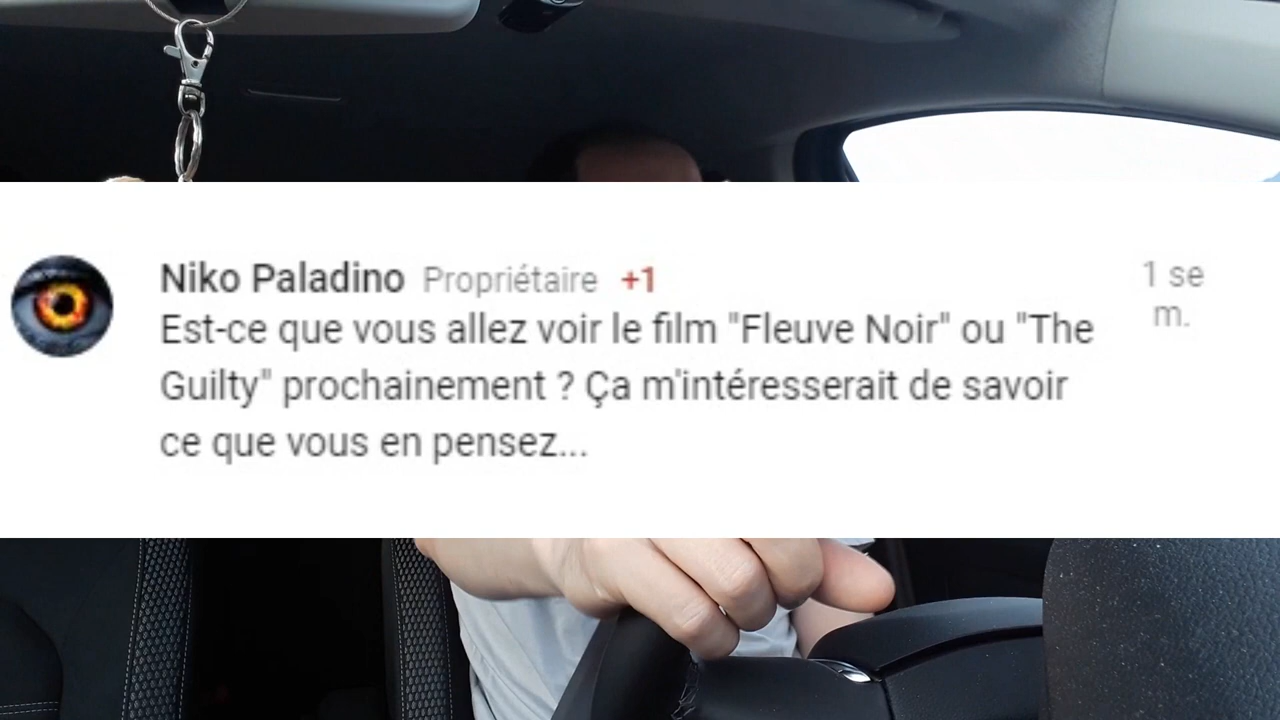 Niko Paladino Propriétaire +1
1 se
m.
Est-ce que vous allez voir le film "Fleuve Noir" ou "The
Guilty" prochainement ? Ça m'intéresserait de savoir
ce que vous en pensez...